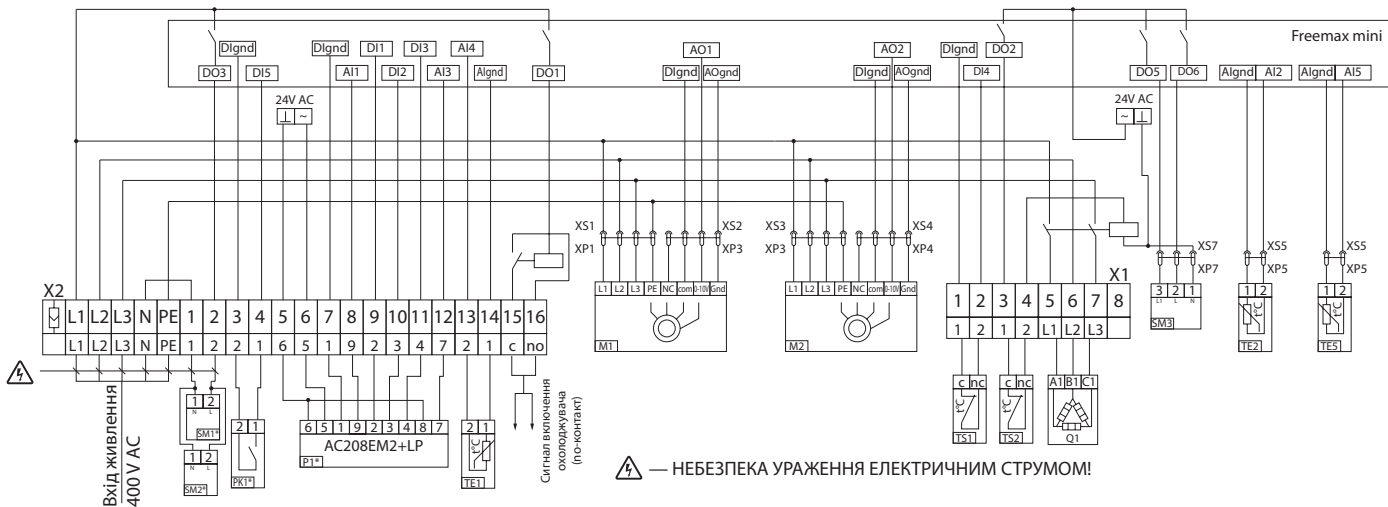 Freemax mini
DIgnd DIgnd DI1 DI3 AI4 AO1 AO2 DIgnd DO2
DO3 DI5 AI1 DI2 AI3 AIgnd DO1 DIgnd AOgnd DIgnd AOgnd DI4 DO5 DO6 AIgnd AI2 AIgnd AI5
24V AC
⊥ ~
24V AC
~ ⊥
XS1 XS2 XS3 XS4
XP1 XP3 XP3 XP4
XS7 XS5 XS5
XP7 XP5 XP5
X2
L1 L2 L3 N PE 1 2 3 4 5 6 7 8 9 10 11 12 13 14 15 16
L1 L2 L3 N PE 1 2 2 1 6 5 1 9 2 3 4 7 2 1 c no
L1 L2 L3 PE NC com 0-10V Gnd
M1
L1 L2 L3 PE NC com 0-10V Gnd
M2
X1
1 2 3 4 5 6 7 8
1 2 1 2 L1 L2 L3
3 2 1
L1 L N
SM3
1 2
t°C
TE2
1 2
t°C
TE5
Вхід живлення
400 V AC
1 2
N L
SM1*
1 2
N L
SM2*
2 1
PK1*
6 5 1 9 2 3 4 8 7
AC208EM2+LP
P1*
2 1
t°C
TE1
Сигнал включення
охолоджувача
(no-контакт)
c nc
t°C
TS1
c nc
t°C
TS2
A1 B1 C1
Q1
— НЕБЕЗПЕКА УРАЖЕННЯ ЕЛЕКТРИЧНИМ СТРУМОМ!